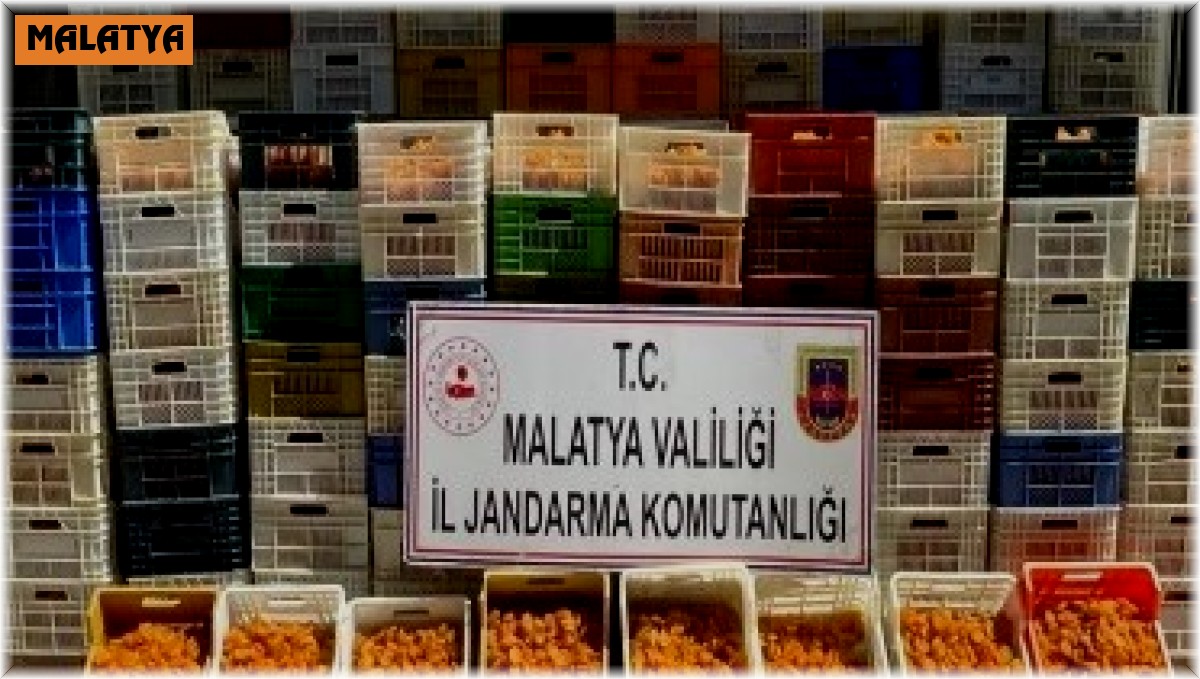 MALATYA
T.C.
MALATYA VALİLİĞİ
İL JANDARMA KOMUTANLIĞI